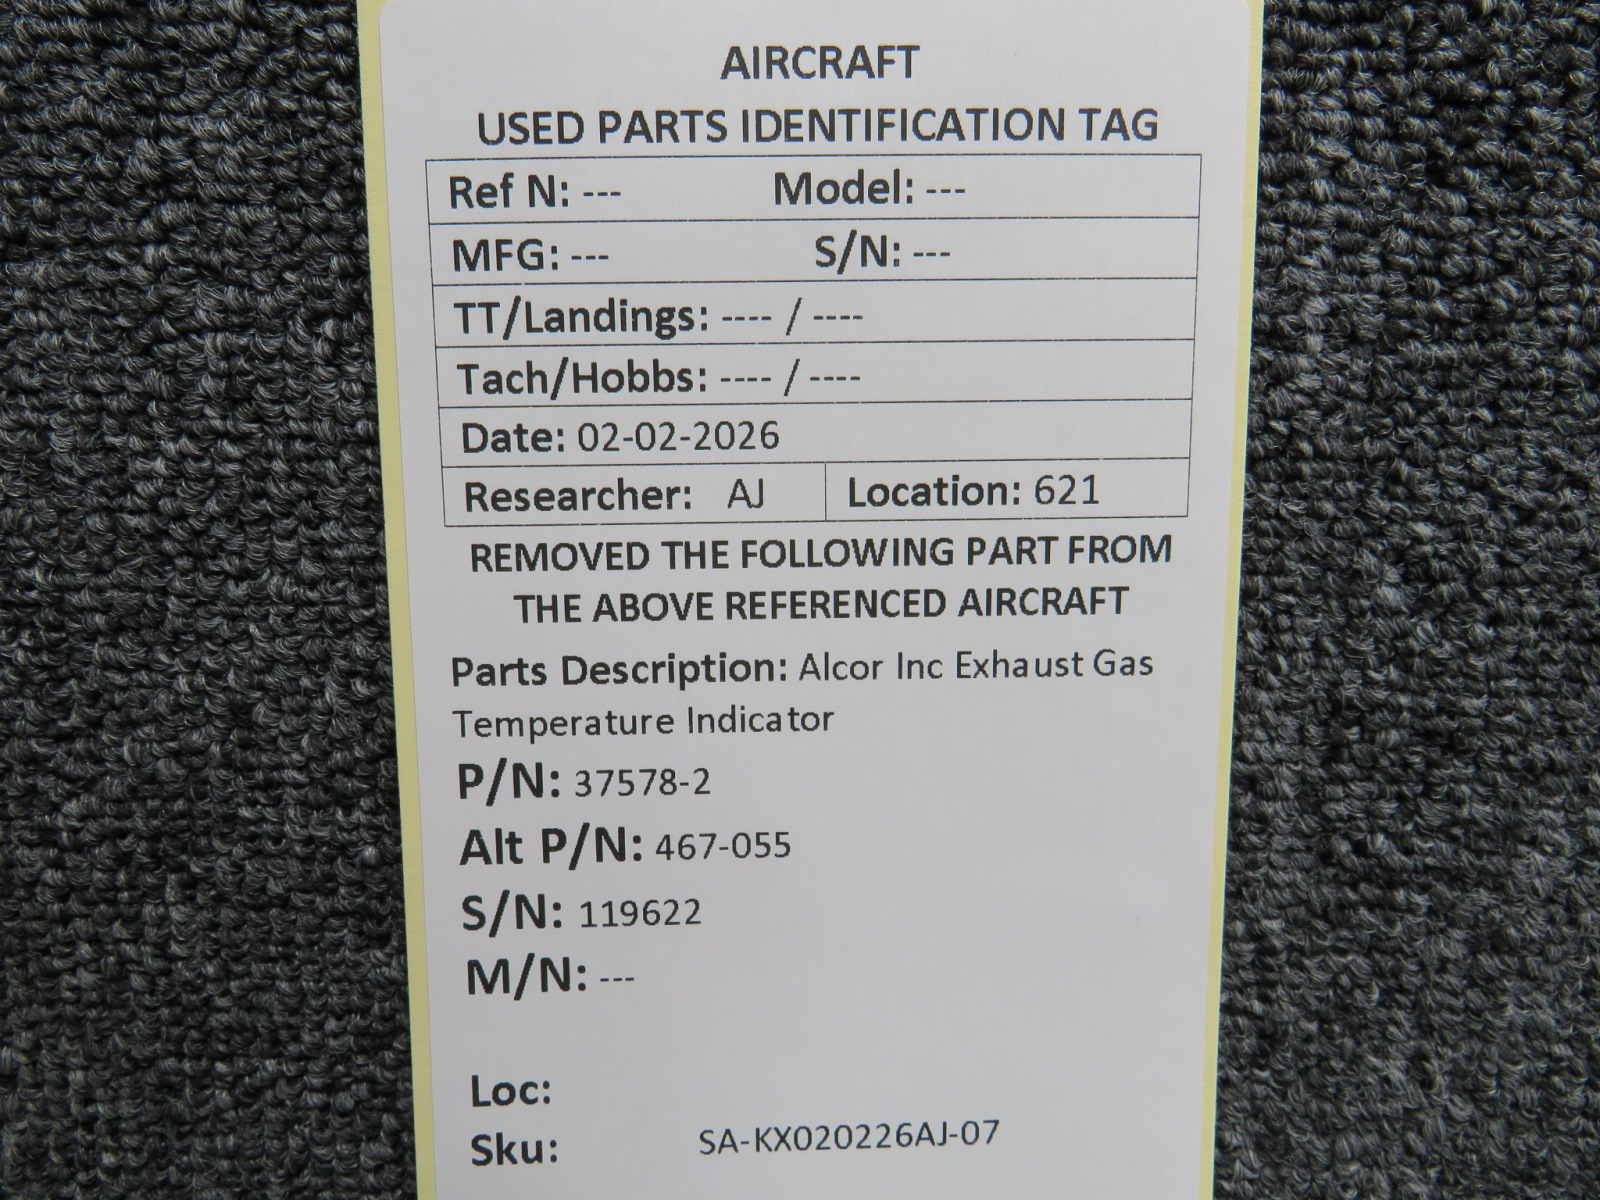 AIRCRAFT
USED PARTS IDENTIFICATION TAG
Ref N: --- Model: ---
MFG: --- S/N: ---
TT/Landings: ---- / ----
Tach/Hobbs: ---- / ----
Date: 02-02-2026
Researcher: AJ Location: 621
REMOVED THE FOLLOWING PART FROM
THE ABOVE REFERENCED AIRCRAFT
Parts Description: Alcor Inc Exhaust Gas
Temperature Indicator
P/N: 37578-2
Alt P/N: 467-055
S/N: 119622
M/N: ---
Loc:
Sku: SA-KX020226AJ-07